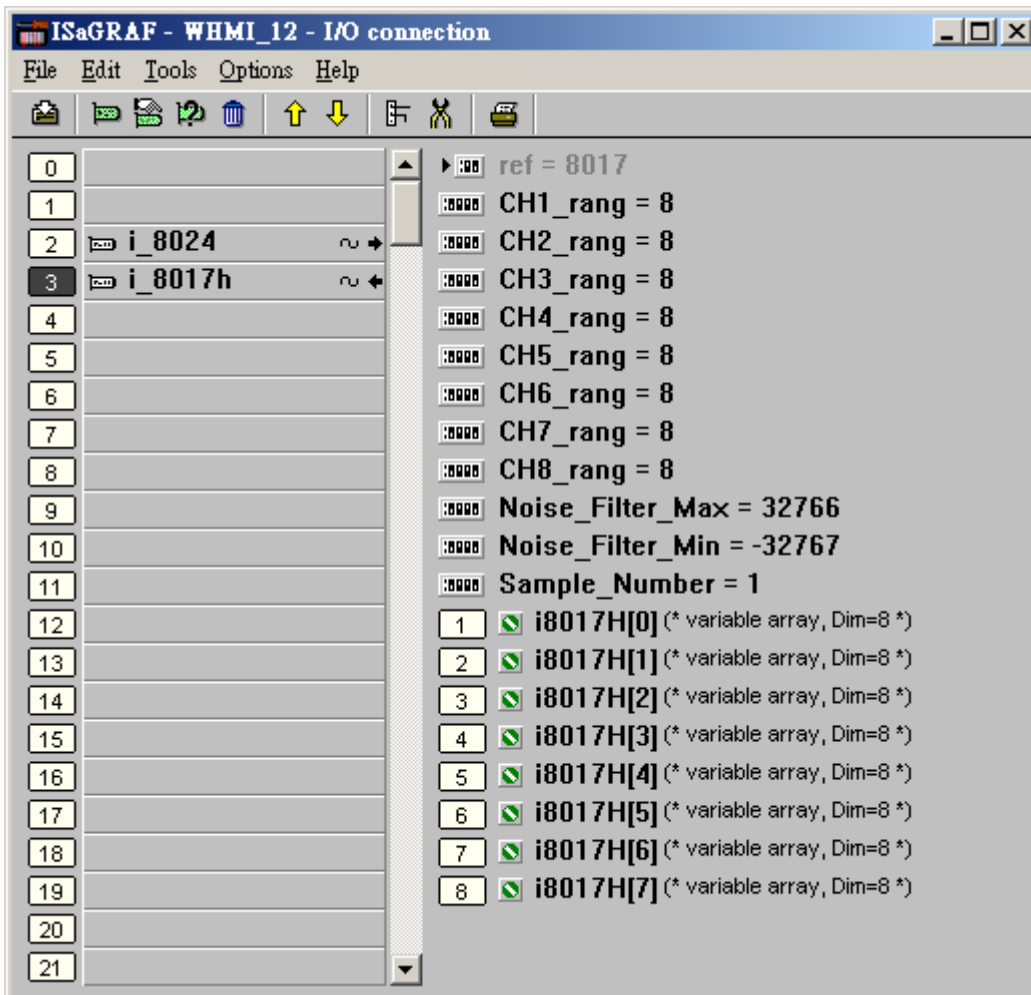 ISaGRAF - WHMI_12 - I/O connection
File Edit Tools Options Help
0
1
2 i_8024
3 i_8017h
4
5
6
7
8
9
10
11
12
13
14
15
16
17
18
19
20
21
ref = 8017
CH1_rang = 8
CH2_rang = 8
CH3_rang = 8
CH4_rang = 8
CH5_rang = 8
CH6_rang = 8
CH7_rang = 8
CH8_rang = 8
Noise_Filter_Max = 32766
Noise_Filter_Min = -32767
Sample_Number = 1
1 i8017H[0] (* variable array, Dim=8 *)
2 i8017H[1] (* variable array, Dim=8 *)
3 i8017H[2] (* variable array, Dim=8 *)
4 i8017H[3] (* variable array, Dim=8 *)
5 i8017H[4] (* variable array, Dim=8 *)
6 i8017H[5] (* variable array, Dim=8 *)
7 i8017H[6] (* variable array, Dim=8 *)
8 i8017H[7] (* variable array, Dim=8 *)